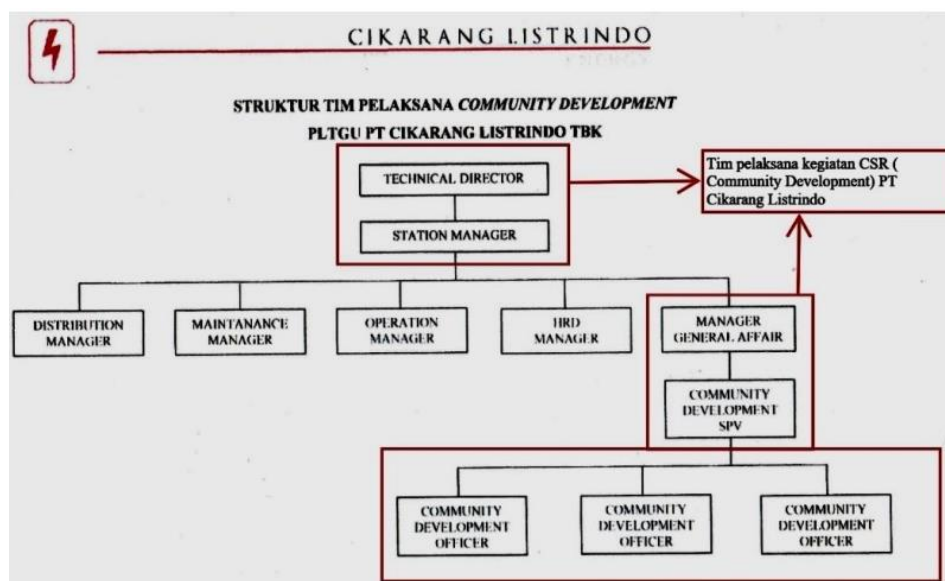 CIKARANG LISTRINDO
STRUKTUR TIM PELAKSANA COMMUNITY DEVELOPMENT
PLTGU PT CIKARANG LISTRINDO TBK
TECHNICAL DIRECTOR
Tim pelaksana kegiatan CSR (
Community Development) PT
Cikarang Listrindo
STATION MANAGER
DISTRIBUTION
MANAGER
MAINTANANCE
MANAGER
OPERATION
MANAGER
HRD
MANAGER
MANAGER
GENERAL AFFAIR
COMMUNITY
DEVELOPMENT
SPV
COMMUNITY
DEVELOPMENT
OFFICER
COMMUNITY
DEVELOPMENT
OFFICER
COMMUNITY
DEVELOPMENT
OFFICER